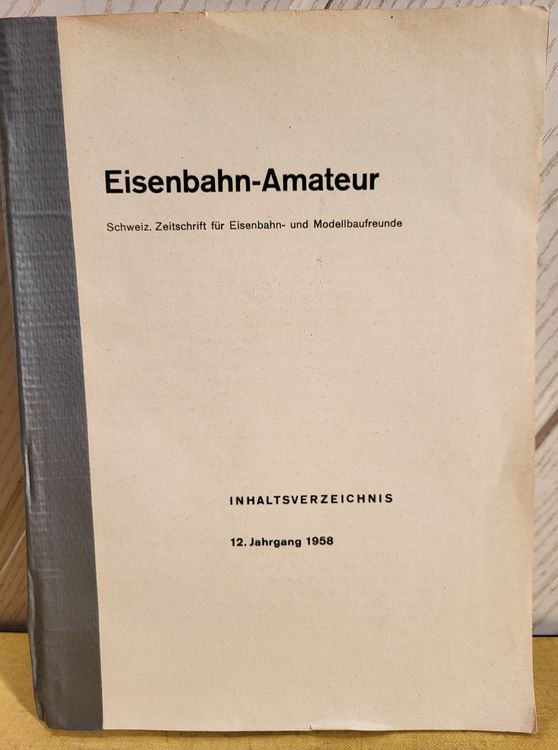 Eisenbahn-Amateur
Schweiz. Zeitschrift für Eisenbahn- und Modellbaufreunde
INHALTSVERZEICHNIS
12. Jahrgang 1958